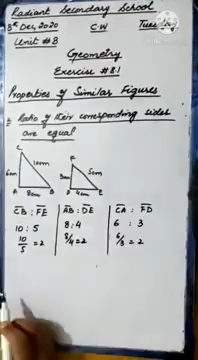 Radiant Secondary School
8th Dec, 2020 C.W Tuesday
Unit # 8
Geometry
Exercise # 8.1
Properties of Similar Figures
Ratio of their corresponding sides
are equal
C F
6cm 10cm 3cm 5cm
A 8cm B D 4cm E
CB : FE AB : DE CA : FD
10 : 5 8 : 4 6 : 3
10/5 = 2 8/4 = 2 6/3 = 2